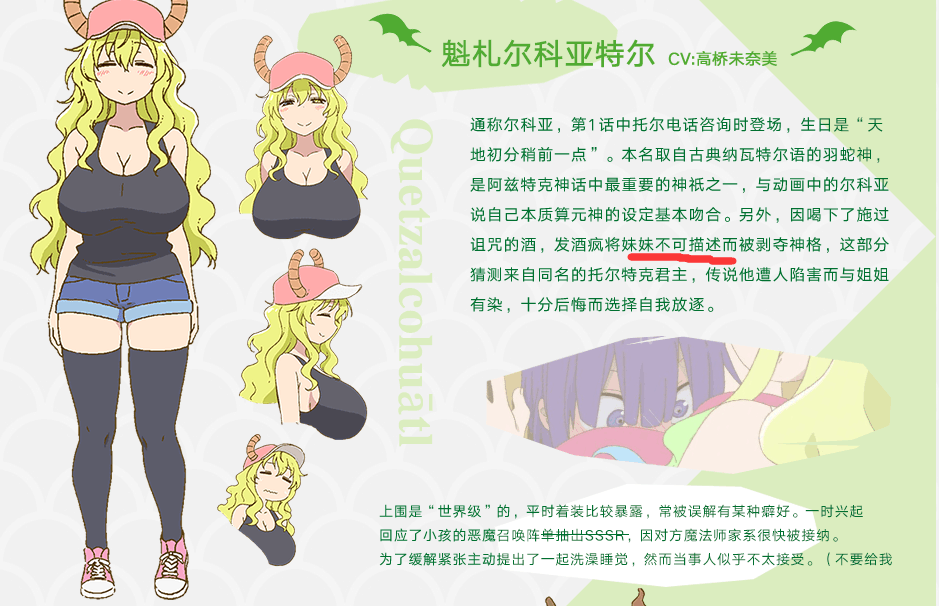 魁札尔科亚特尔 CV:高桥未奈美
Quetzalcohuātl
通称尔科亚，第1话中托尔电话咨询时登场，生日是“天
地初分稍前一点”。本名取自古典纳瓦特尔语的羽蛇神，
是阿兹特克神话中最重要的神祇之一，与动画中的尔科亚
说自己本质算元神的设定基本吻合。另外，因喝下了施过
诅咒的酒，发酒疯将妹妹不可描述而被剥夺神格，这部分
猜测来自同名的托尔特克君主，传说他遭人陷害而与姐姐
有染，十分后悔而选择自我放逐。
上围是“世界级”的，平时着装比较暴露，常被误解有某种癖好。一时兴起
回应了小孩的恶魔召唤阵单抽出SSSR，因对方魔法师家系很快被接纳。
为了缓解紧张主动提出了一起洗澡睡觉，然而当事人似乎不太接受。（不要给我